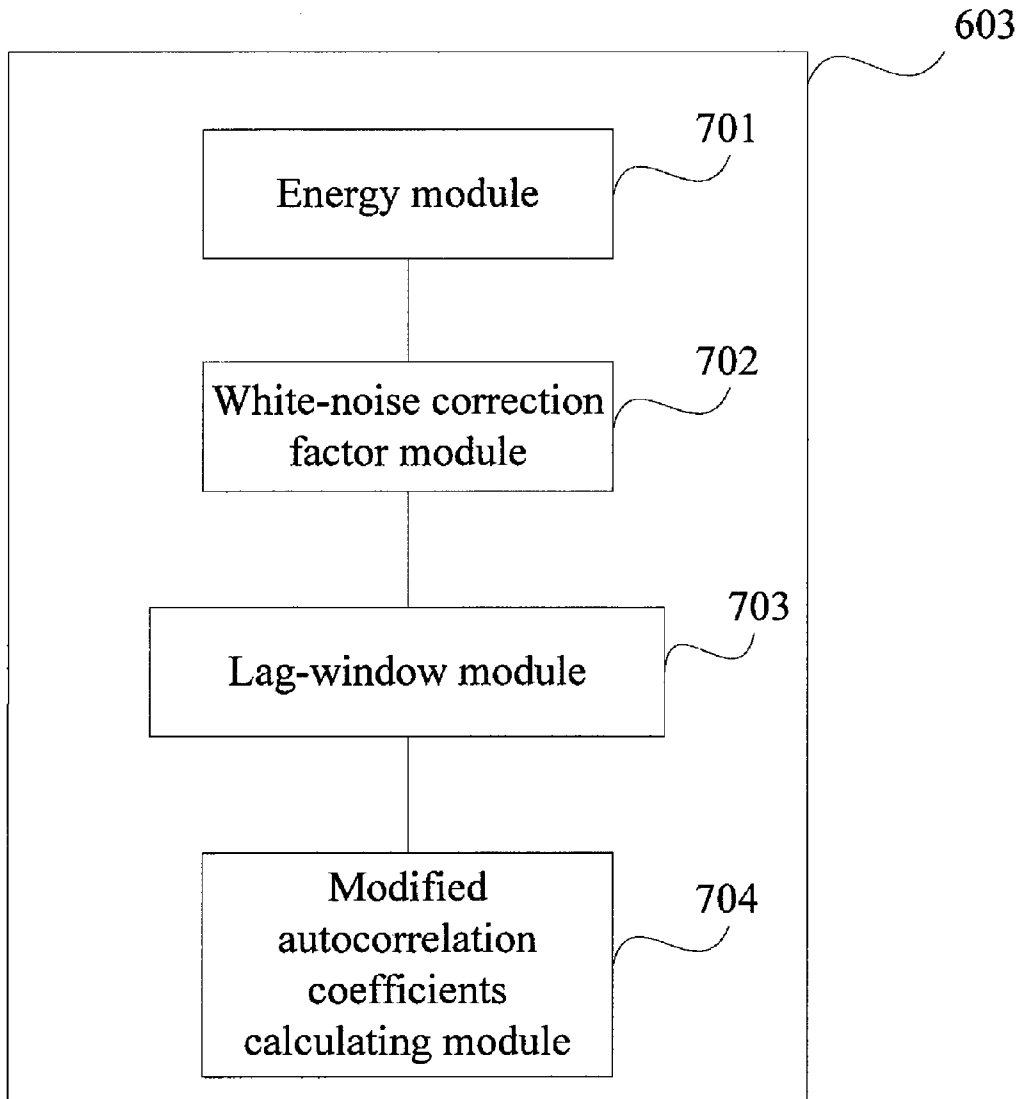 603
701
Energy module
702
White-noise correction
factor module
703
Lag-window module
704
Modified
autocorrelation
coefficients
calculating module